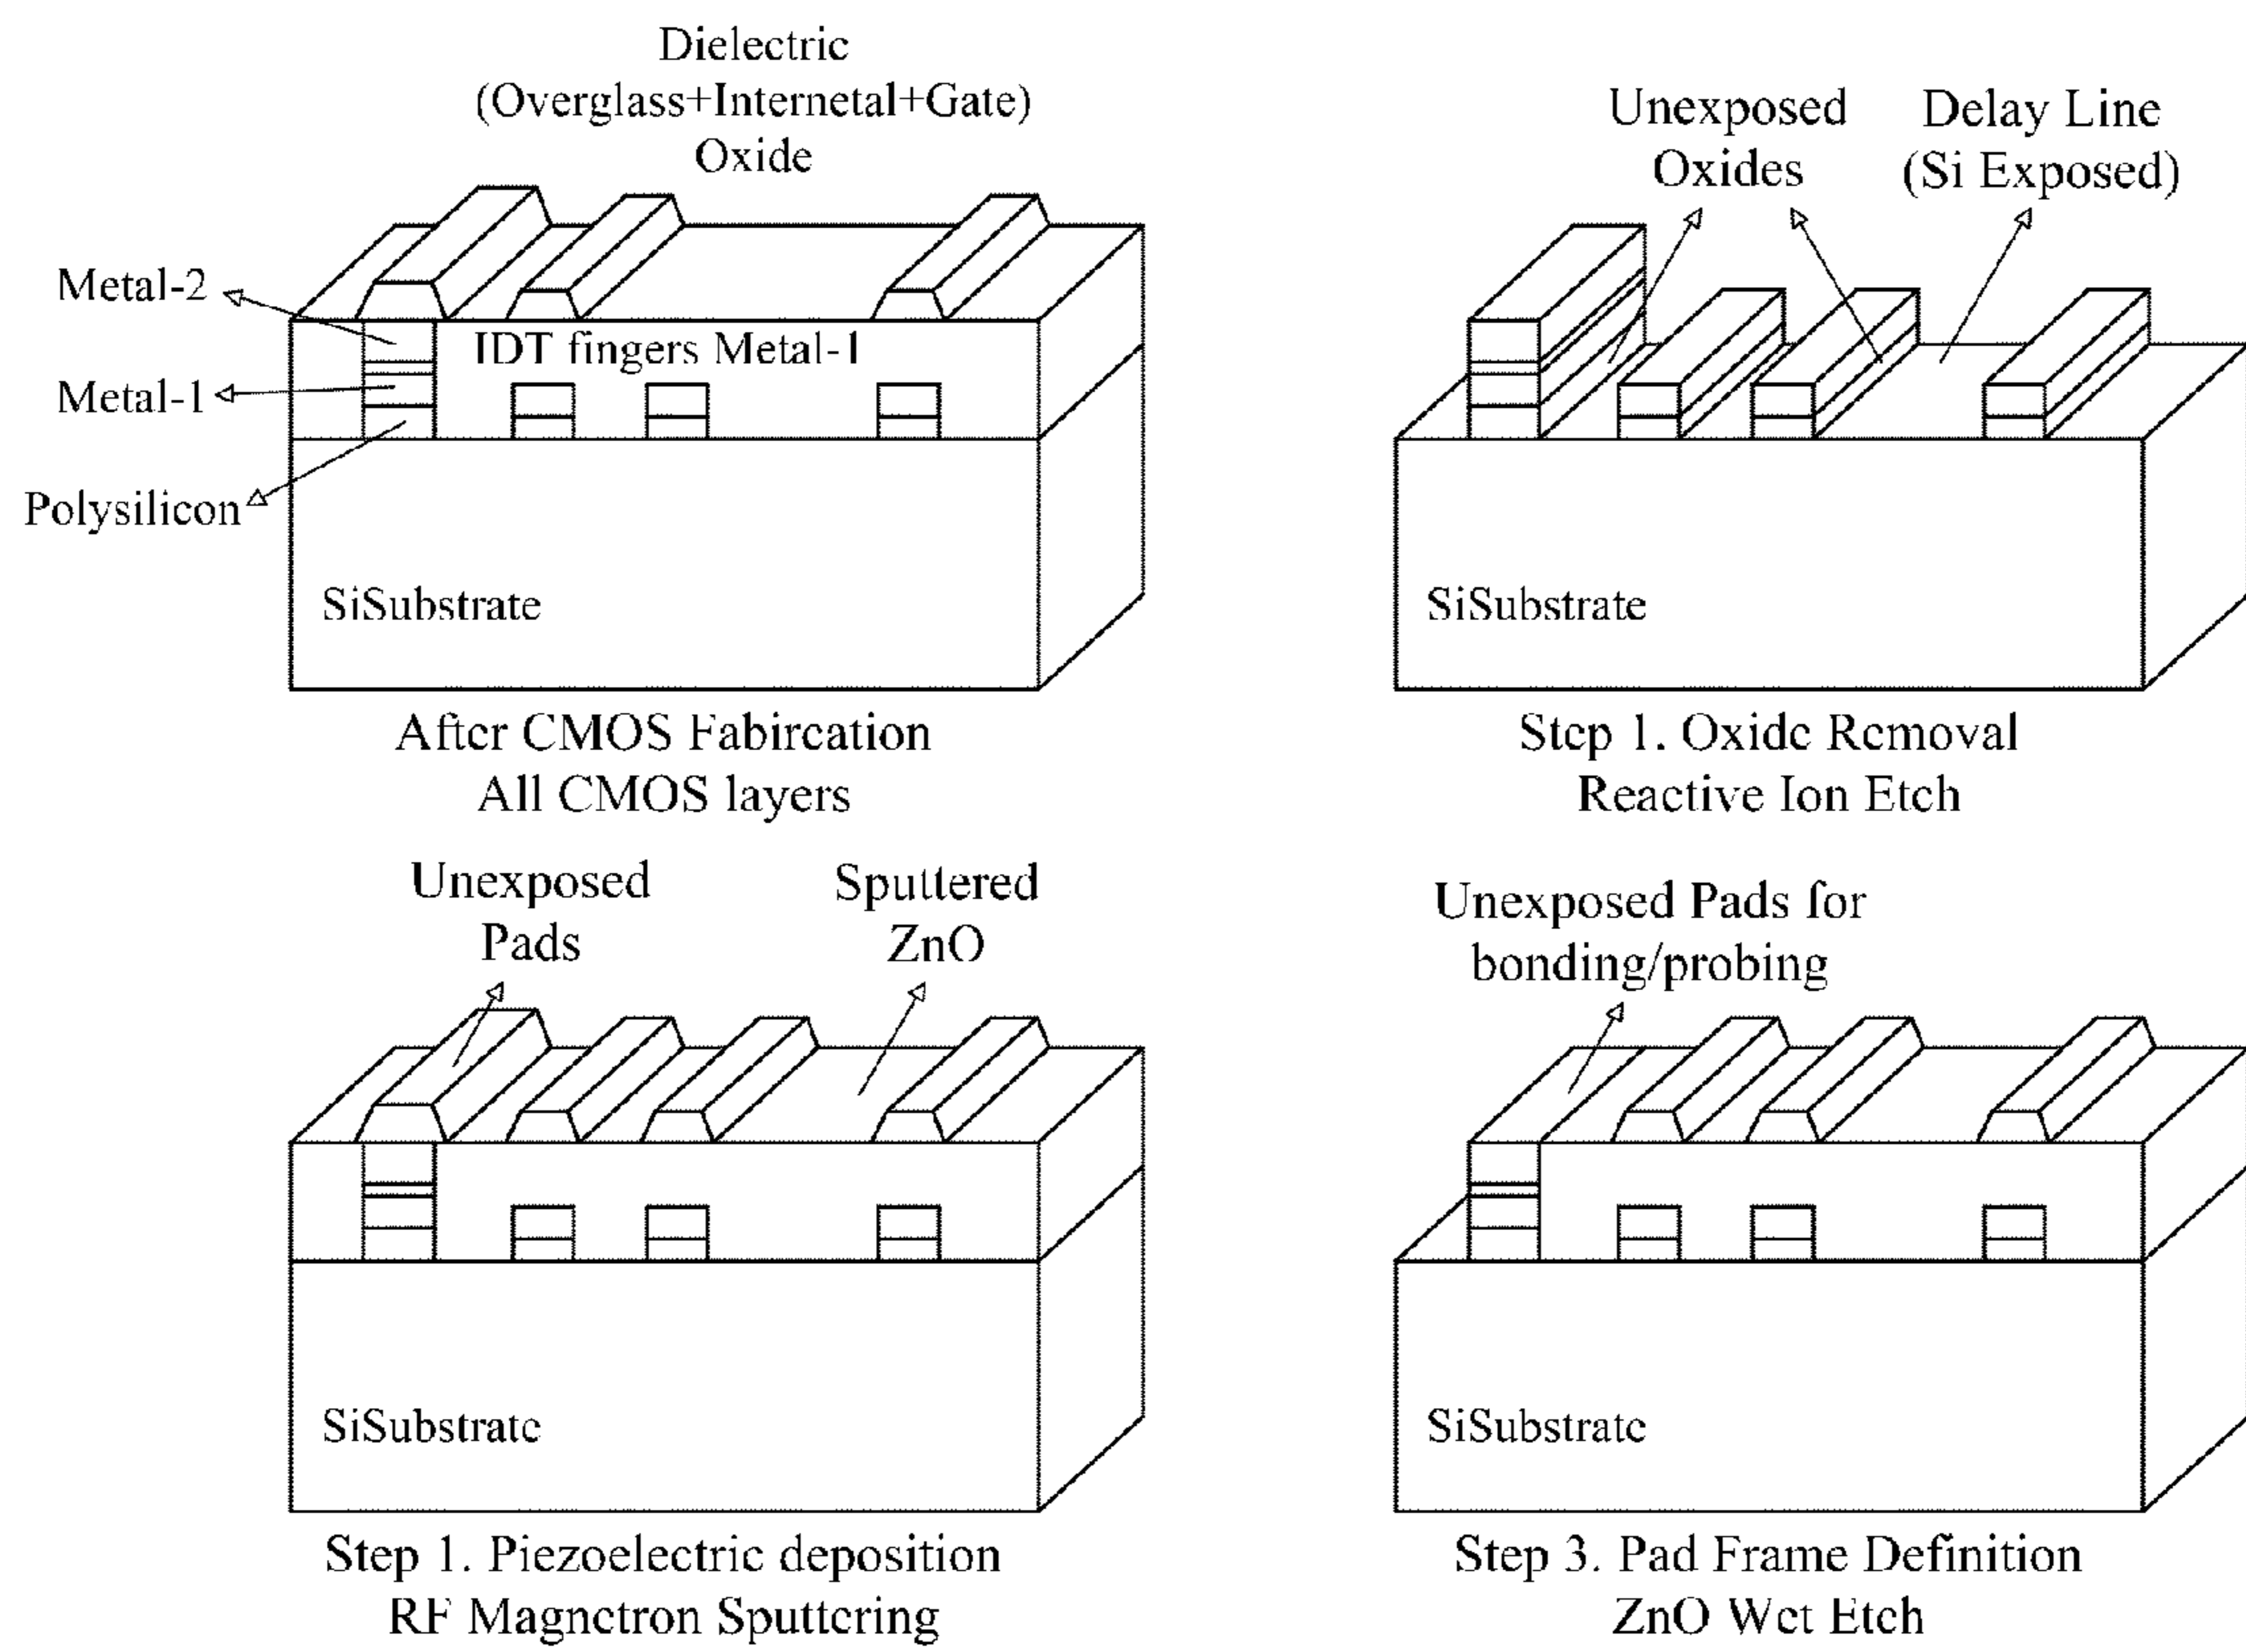 Dielectric
(Overglass+Internetal+Gate)
Oxide
Metal-2
IDT fingers Metal-1
Metal-1
Polysilicon
SiSubstrate
After CMOS Fabircation
All CMOS layers
Unexposed
Oxides
Delay Line
(Si Exposed)
SiSubstrate
Step 1. Oxide Removal
Reactive Ion Etch
Unexposed
Pads
Sputtered
ZnO
SiSubstrate
Step 1. Piezoelectric deposition
RF Magnetron Sputtering
Unexposed Pads for
bonding/probing
SiSubstrate
Step 3. Pad Frame Definition
ZnO Wet Etch